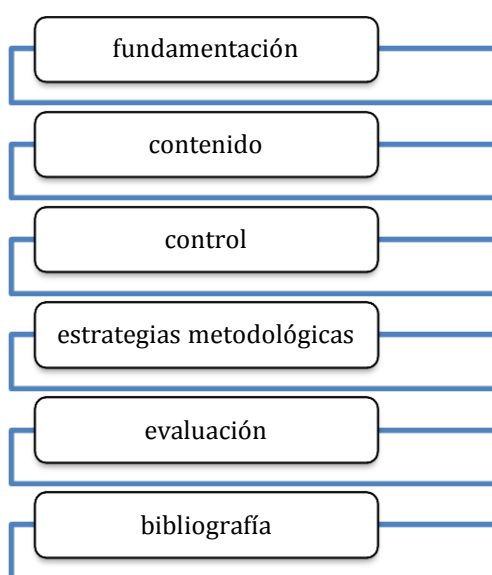 fundamentación
contenido
control
estrategias metodológicas
evaluación
bibliografía